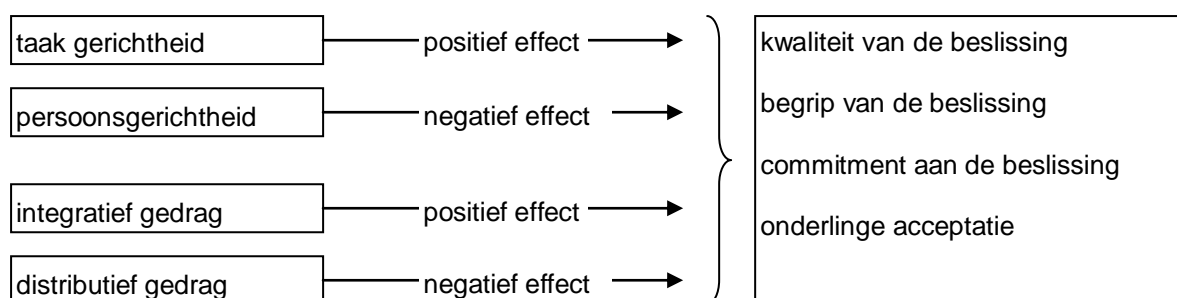 taak gerichtheid positief effect kwaliteit van de beslissing
persoonsgerichtheid negatief effect begrip van de beslissing
commitment aan de beslissing
integratief gedrag positief effect onderlinge acceptatie
distributief gedrag negatief effect